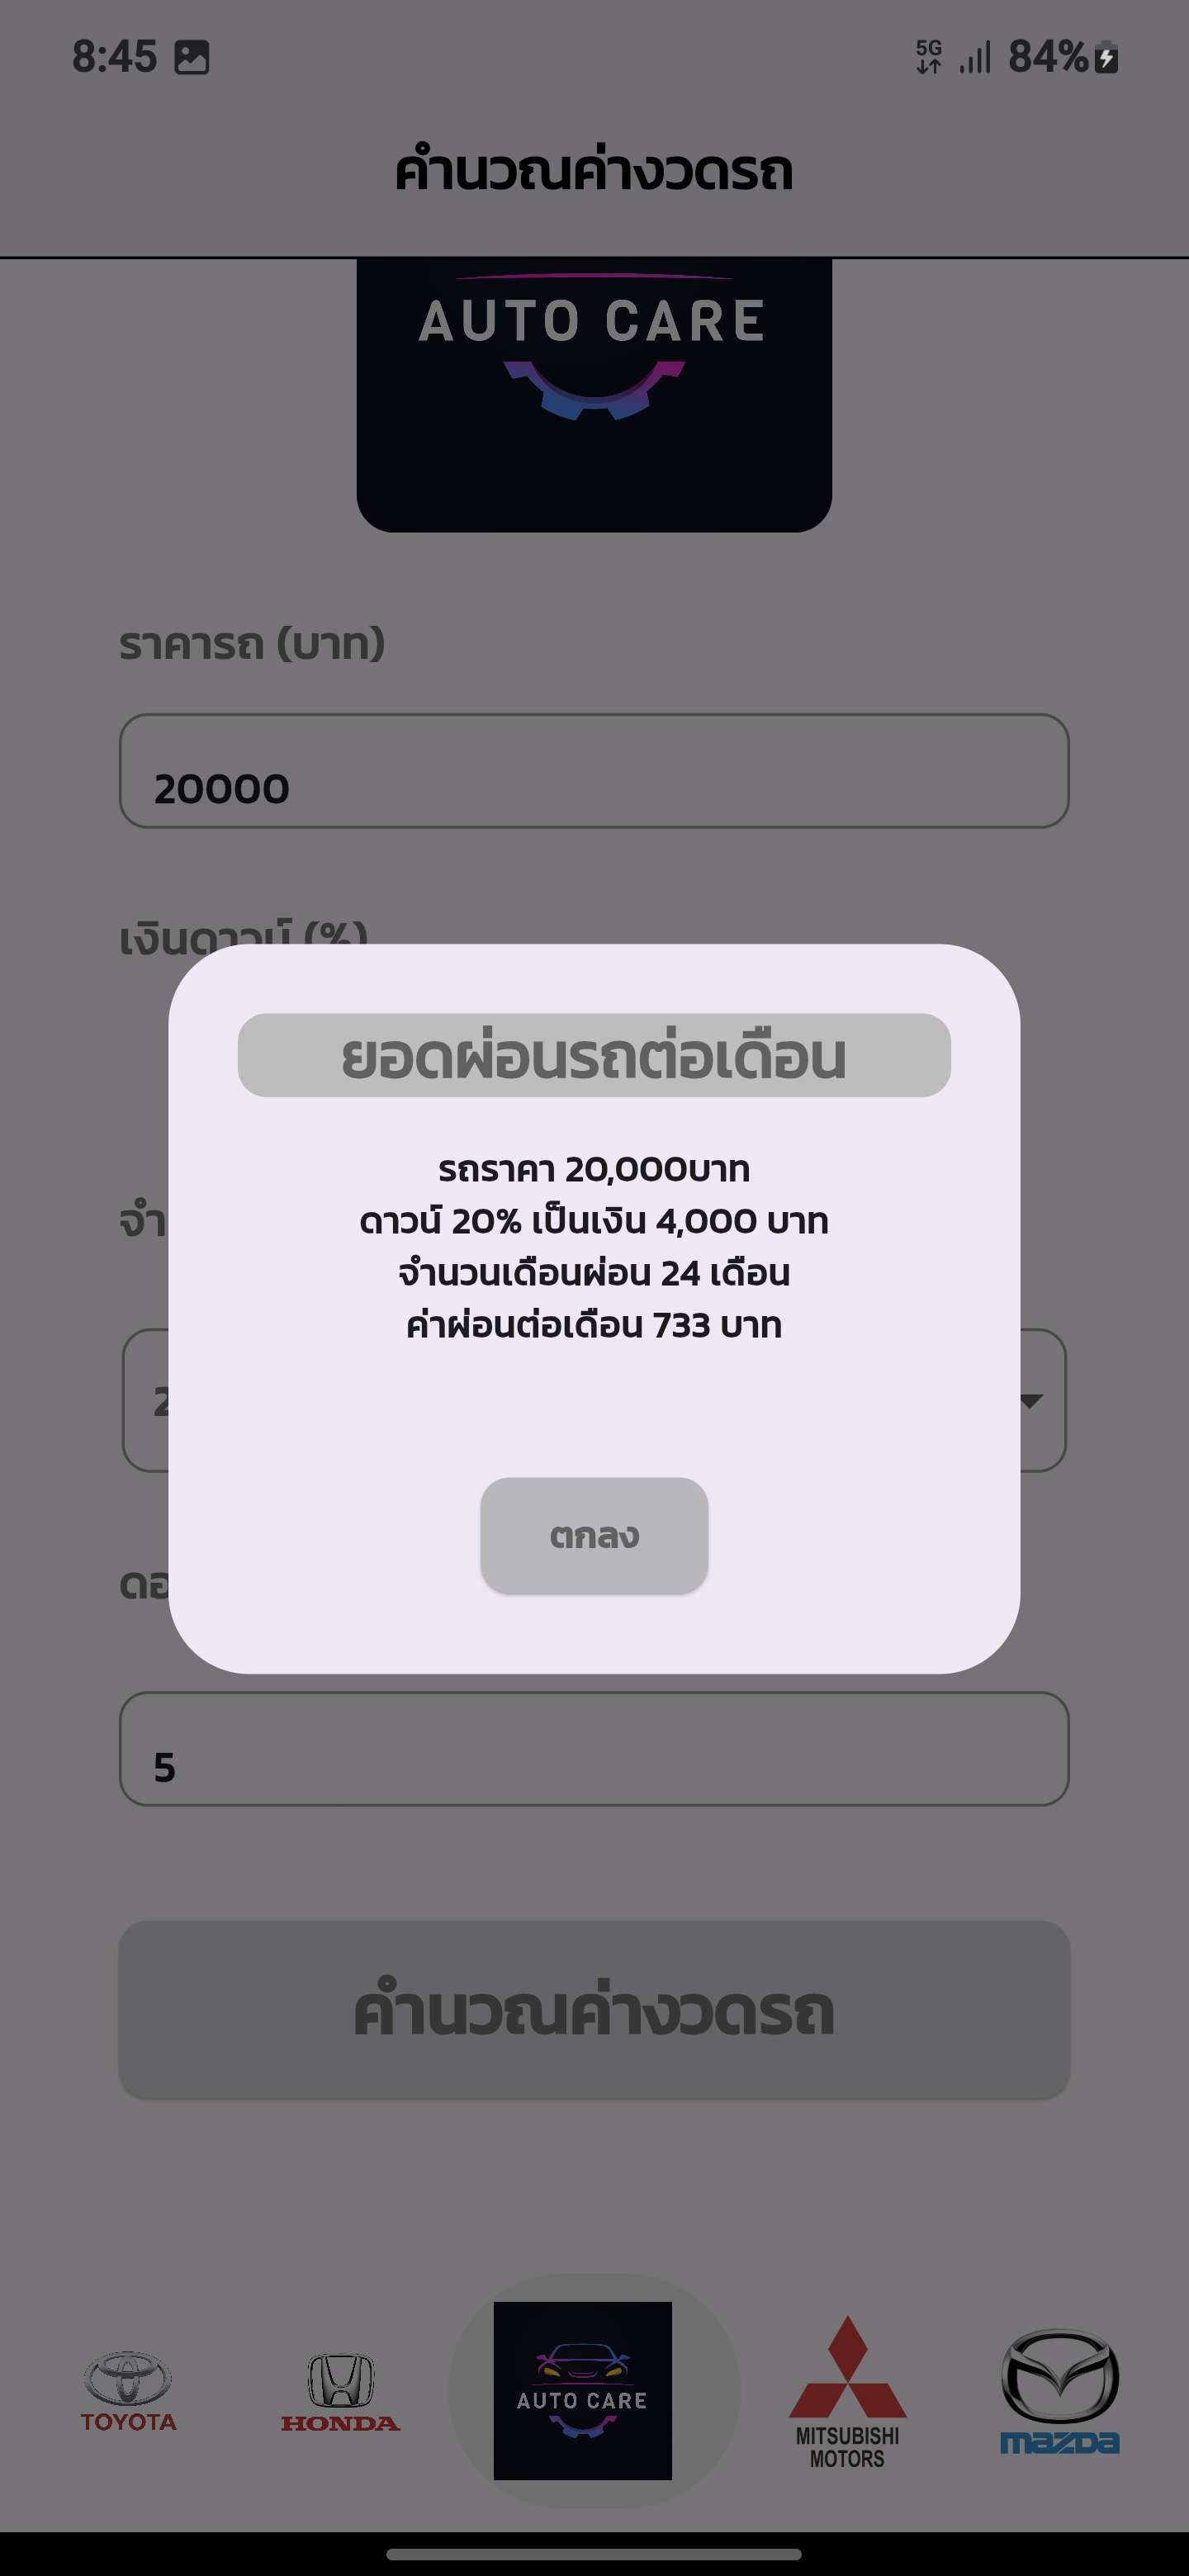 8:45
5G
84%
คำนวณค่างวดรถ
AUTO CARE
ราคารถ (บาท)
20000
เงินดาวน์ (%)
ยอดผ่อนรถต่อเดือน
รถราคา 20,000บาท
ดาวน์ 20% เป็นเงิน 4,000 บาท
จำนวนเดือนผ่อน 24 เดือน
ค่าผ่อนต่อเดือน 733 บาท
จำ
2
ตกลง
ดอ
5
คำนวณค่างวดรถ
TOYOTA
HONDA
AUTO CARE
MITSUBISHI
MOTORS
mazda